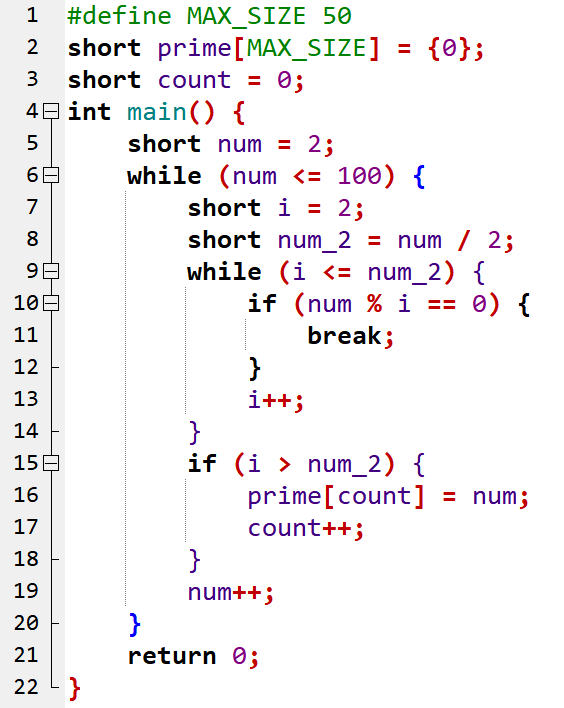 1 #define MAX_SIZE 50
2 short prime[MAX_SIZE] = {0};
3 short count = 0;
4 int main() {
5 short num = 2;
6 while (num <= 100) {
7 short i = 2;
8 short num_2 = num / 2;
9 while (i <= num_2) {
10 if (num % i == 0) {
11 break;
12 }
13 i++;
14 }
15 if (i > num_2) {
16 prime[count] = num;
17 count++;
18 }
19 num++;
20 }
21 return 0;
22 }